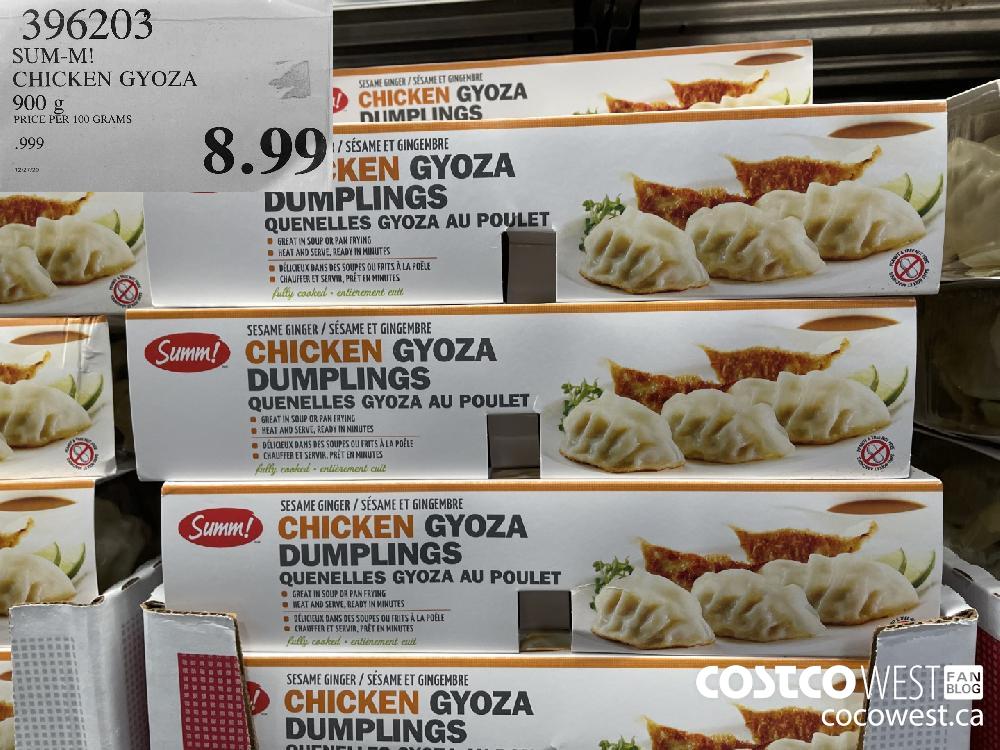 396203
SUM-M!
CHICKEN GYOZA
900 g
PRICE PER 100 GRAMS
.999
8.99
12/27/20
SESAME GINGER / SÉSAME ET GINGEMBRE
CHICKEN GYOZA
DUMPLINGS
/ SÉSAME ET GINGEMBRE
KEN GYOZA
DUMPLINGS
QUENELLES GYOZA AU POULET
GREAT IN SOUP OR PAN FRYING
HEAT AND SERVE, READY IN MINUTES
DÉLICIEUX DANS DES SOUPES OU FRITS À LA POÊLE
CHAUFFER ET SERVIR, PRÊT EN MINUTES
fully cooked • entièrement cuit
Summ!
SESAME GINGER / SÉSAME ET GINGEMBRE
CHICKEN GYOZA
DUMPLINGS
QUENELLES GYOZA AU POULET
GREAT IN SOUP OR PAN FRYING
HEAT AND SERVE, READY IN MINUTES
DÉLICIEUX DANS DES SOUPES OU FRITS À LA POÊLE
CHAUFFER ET SERVIR, PRÊT EN MINUTES
fully cooked • entièrement cuit
Summ!
SESAME GINGER / SÉSAME ET GINGEMBRE
CHICKEN GYOZA
DUMPLINGS
QUENELLES GYOZA AU POULET
GREAT IN SOUP OR PAN FRYING
HEAT AND SERVE, READY IN MINUTES
DÉLICIEUX DANS DES SOUPES OU FRITS À LA POÊLE
CHAUFFER ET SERVIR, PRÊT EN MINUTES
fully cooked • entièrement cuit
SESAME GINGER / SÉSAME ET GINGEMBRE
CHICKEN GYOZA
DUMPLINGS
QUENELLES GYOZA AU POULET
COSTCO WEST FAN BLOG
cocowest.ca